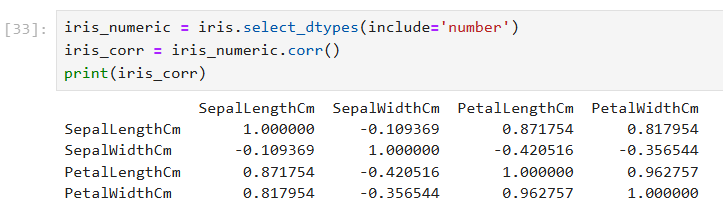 [33]: iris_numeric = iris.select_dtypes(include='number')
iris_corr = iris_numeric.corr()
print(iris_corr)
SepalLengthCm SepalWidthCm PetalLengthCm PetalWidthCm
SepalLengthCm 1.000000 -0.109369 0.871754 0.817954
SepalWidthCm -0.109369 1.000000 -0.420516 -0.356544
PetalLengthCm 0.871754 -0.420516 1.000000 0.962757
PetalWidthCm 0.817954 -0.356544 0.962757 1.000000